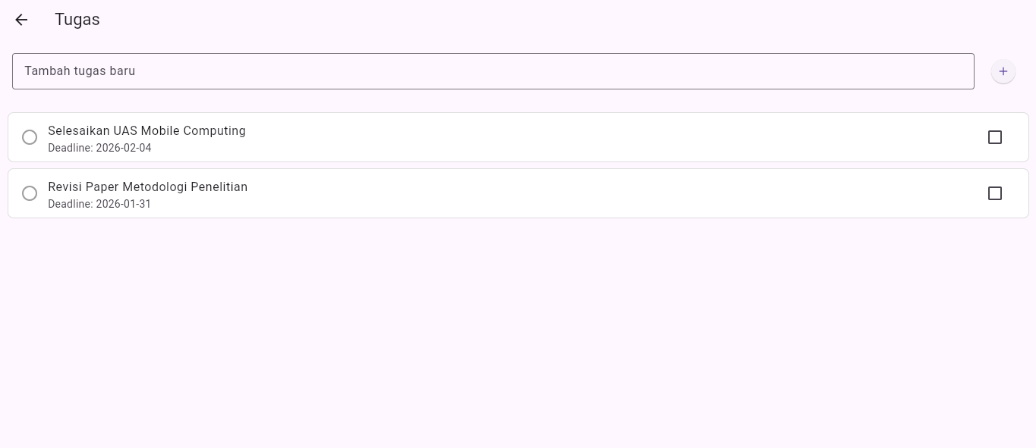 Tugas
Tambah tugas baru
Selesaikan UAS Mobile Computing
Deadline: 2026-02-04
Revisi Paper Metodologi Penelitian
Deadline: 2026-01-31